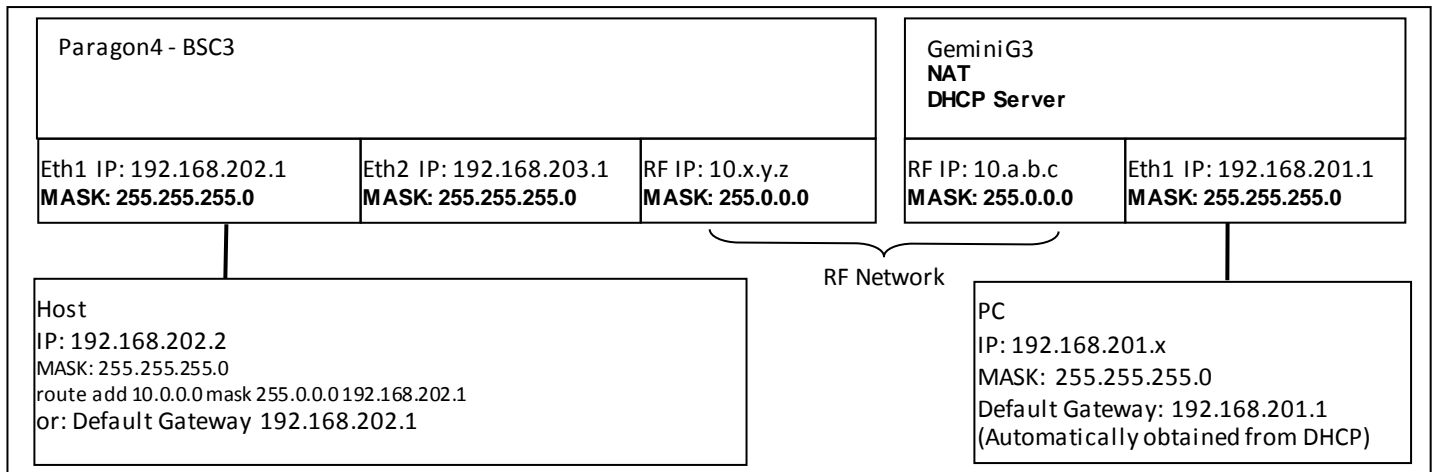 Paragon4 - BSC3
GeminiG3
NAT
DHCP Server
Eth1 IP: 192.168.202.1
MASK: 255.255.255.0
Eth2 IP: 192.168.203.1
MASK: 255.255.255.0
RF IP: 10.x.y.z
MASK: 255.0.0.0
RF IP: 10.a.b.c
MASK: 255.0.0.0
Eth1 IP: 192.168.201.1
MASK: 255.255.255.0
RF Network
Host
IP: 192.168.202.2
MASK: 255.255.255.0
route add 10.0.0.0 mask 255.0.0.0 192.168.202.1
or: Default Gateway 192.168.202.1
PC
IP: 192.168.201.x
MASK: 255.255.255.0
Default Gateway: 192.168.201.1
(Automatically obtained from DHCP)